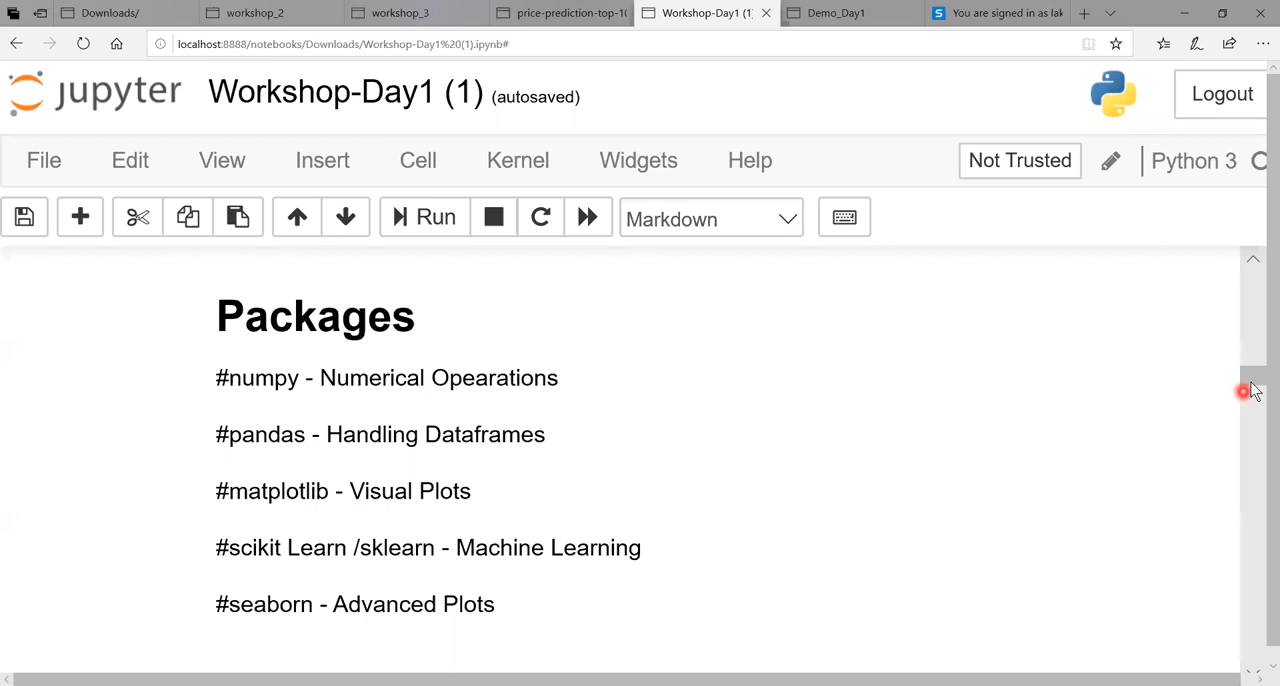 Downloads/ workshop_2 workshop_3 price-prediction-top-1( Workshop-Day1 (1) Demo_Day1 You are signed in as lak
localhost:8888/notebooks/Downloads/Workshop-Day1%20(1).ipynb#
jupyter Workshop-Day1 (1) (autosaved) Logout
File Edit View Insert Cell Kernel Widgets Help Not Trusted Python 3
Run Markdown
Packages
#numpy - Numerical Opearations
#pandas - Handling Dataframes
#matplotlib - Visual Plots
#scikit Learn /sklearn - Machine Learning
#seaborn - Advanced Plots